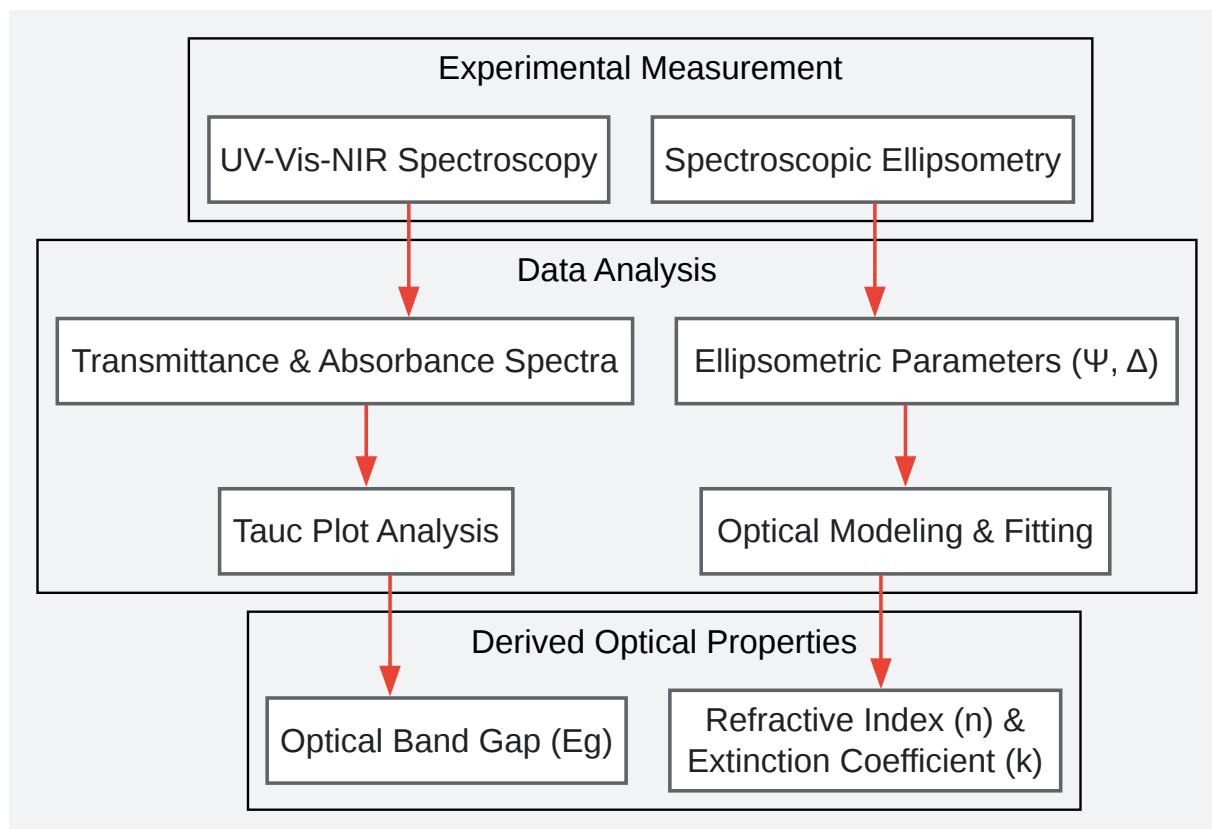 Experimental Measurement
UV-Vis-NIR Spectroscopy
Spectroscopic Ellipsometry
Data Analysis
Transmittance & Absorbance Spectra
Ellipsometric Parameters (Ψ, Δ)
Tauc Plot Analysis
Optical Modeling & Fitting
Derived Optical Properties
Optical Band Gap (Eg)
Refractive Index (n) &
Extinction Coefficient (k)